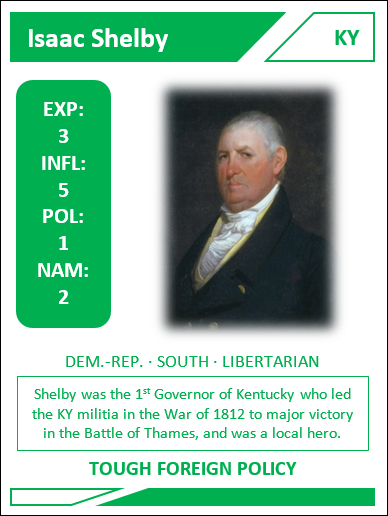 Isaac Shelby
KY
EXP:
3
INFL:
5
POL:
1
NAM:
2
DEM.-REP. · SOUTH · LIBERTARIAN
Shelby was the 1st Governor of Kentucky who led
the KY militia in the War of 1812 to major victory
in the Battle of Thames, and was a local hero.
TOUGH FOREIGN POLICY